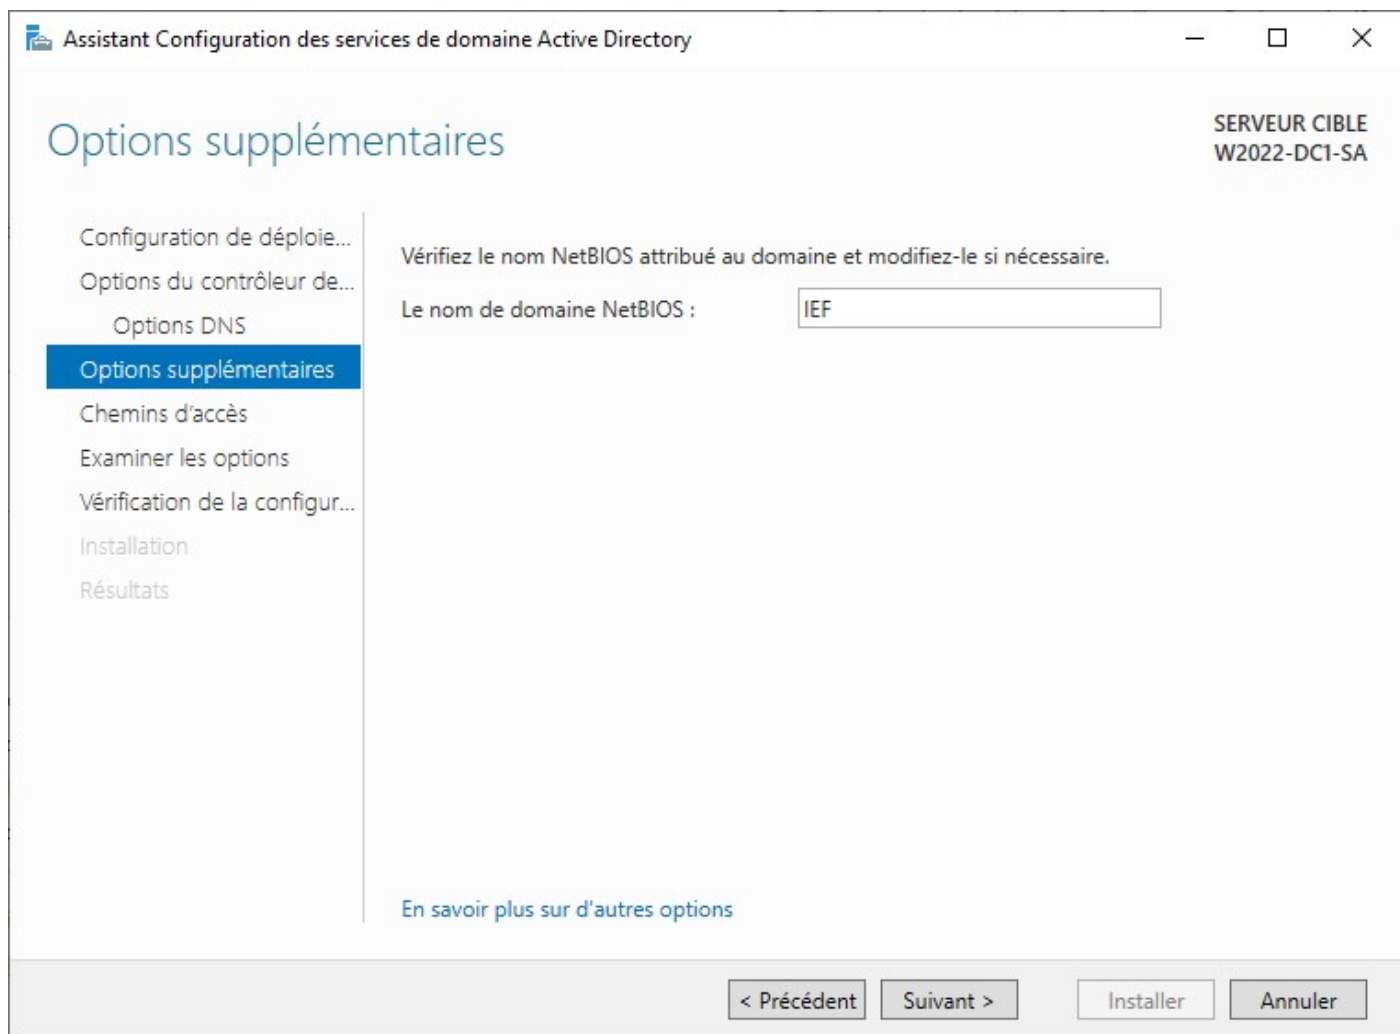 Assistant Configuration des services de domaine Active Directory
Options supplémentaires
SERVEUR CIBLE
W2022-DC1-SA
Configuration de déploie...
Options du contrôleur de...
Options DNS
Options supplémentaires
Chemins d'accès
Examiner les options
Vérification de la configur...
Installation
Résultats
Vérifiez le nom NetBIOS attribué au domaine et modifiez-le si nécessaire.
Le nom de domaine NetBIOS : IEF
En savoir plus sur d'autres options
< Précédent Suivant > Installer Annuler